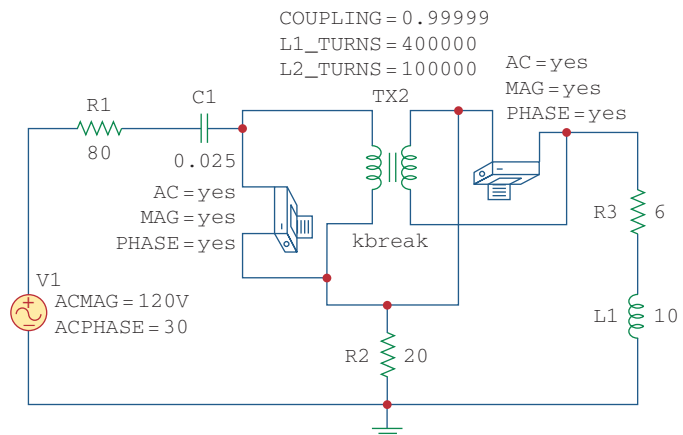 COUPLING=0.99999
L1_TURNS=400000
L2_TURNS=100000
TX2
AC=yes
MAG=yes
PHASE=yes
R1
80
C1
0.025
AC=yes
MAG=yes
PHASE=yes
kbreak
R3
6
V1
ACMAG=120V
ACPHASE=30
L1
10
R2
20